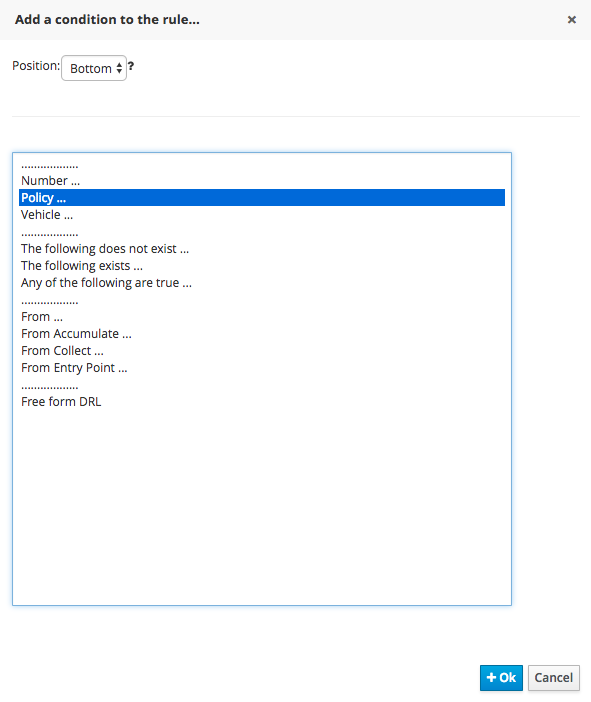 Add a condition to the rule...
Position: Bottom ?
..................
Number ...
Policy ...
Vehicle ...
..................
The following does not exist ...
The following exists ...
Any of the following are true ...
..................
From ...
From Accumulate ...
From Collect ...
From Entry Point ...
..................
Free form DRL
+ Ok Cancel